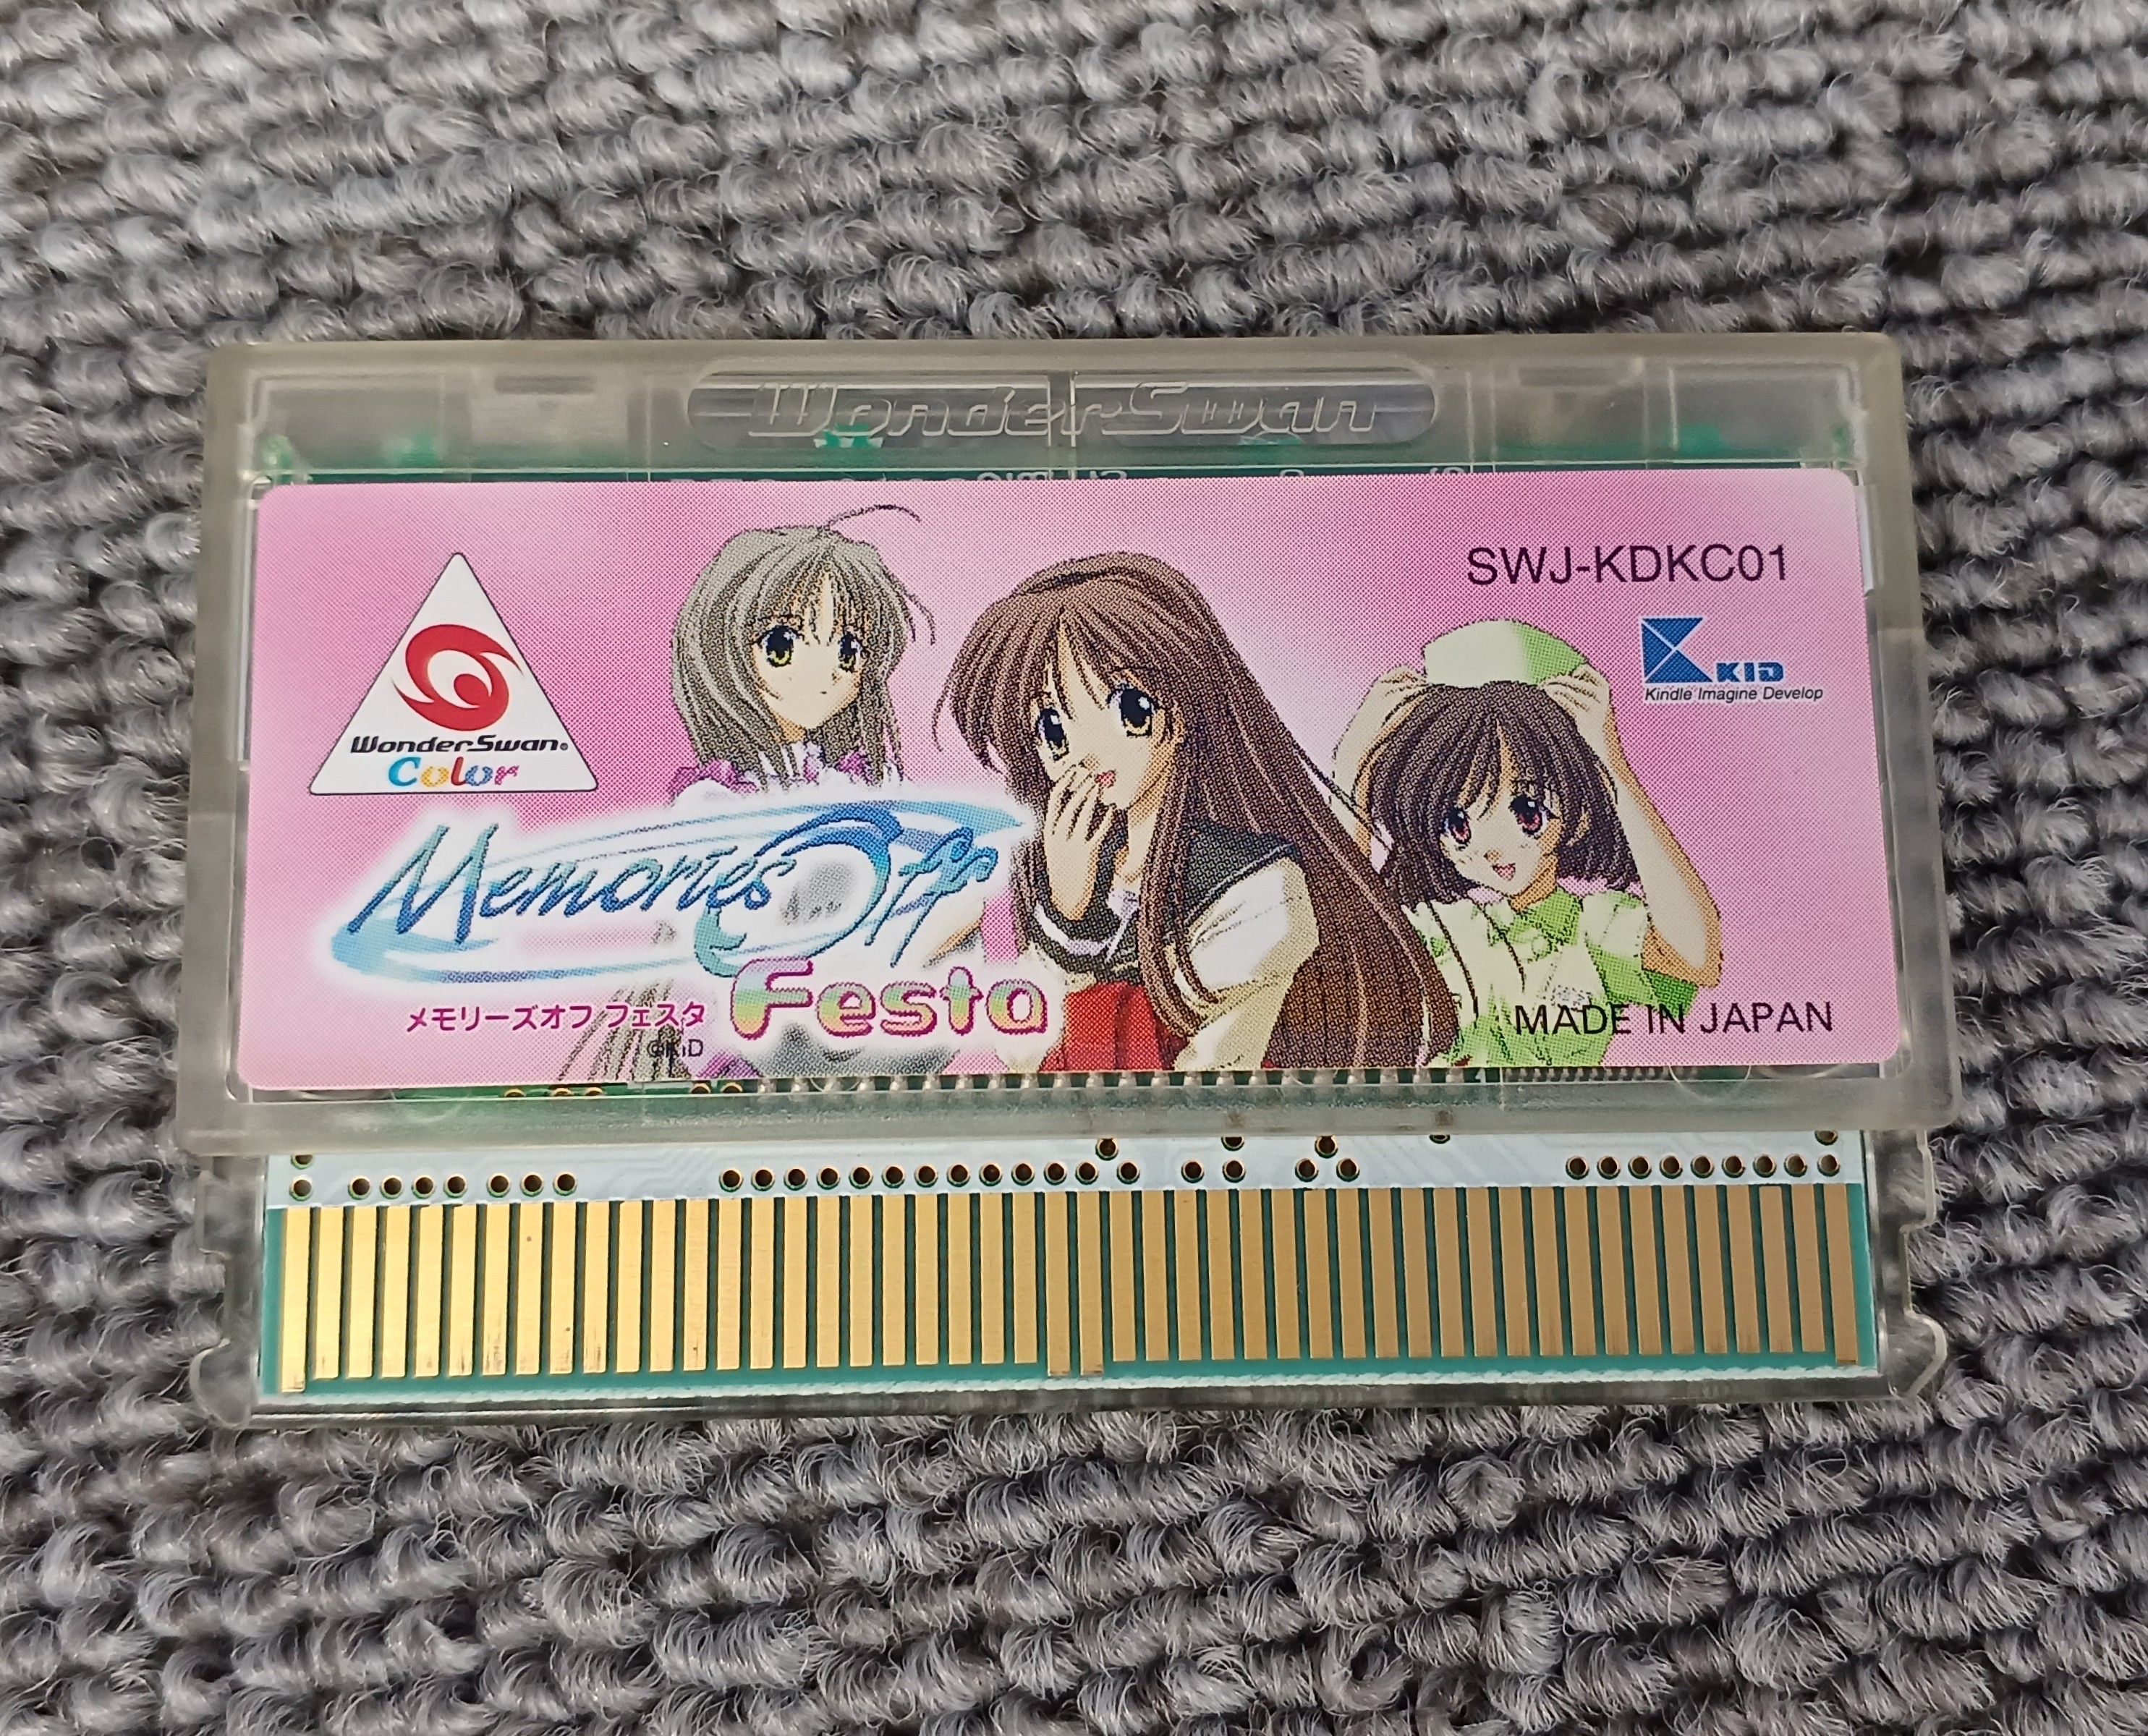 WonderSwan
SWJ-KDKC01
KID
Kindle Imagine Develop
WonderSwan®
Color
Memories Off
Festa
メモリーズオフ フェスタ
©KID
MADE IN JAPAN